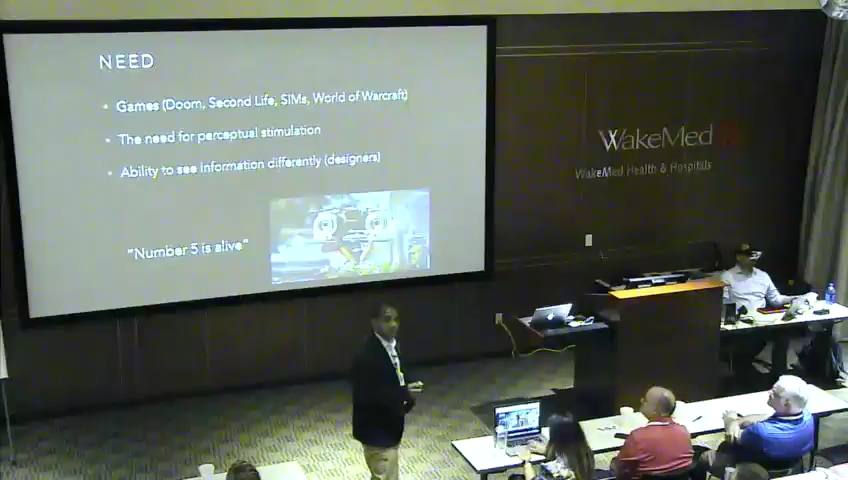 NEED
• Games (Doom, Second Life, SIMs, World of Warcraft)
• The need for perceptual stimulation
• Ability to see information differently (designers)
"Number 5 is alive"
WakeMed
WakeMed Health & Hospitals